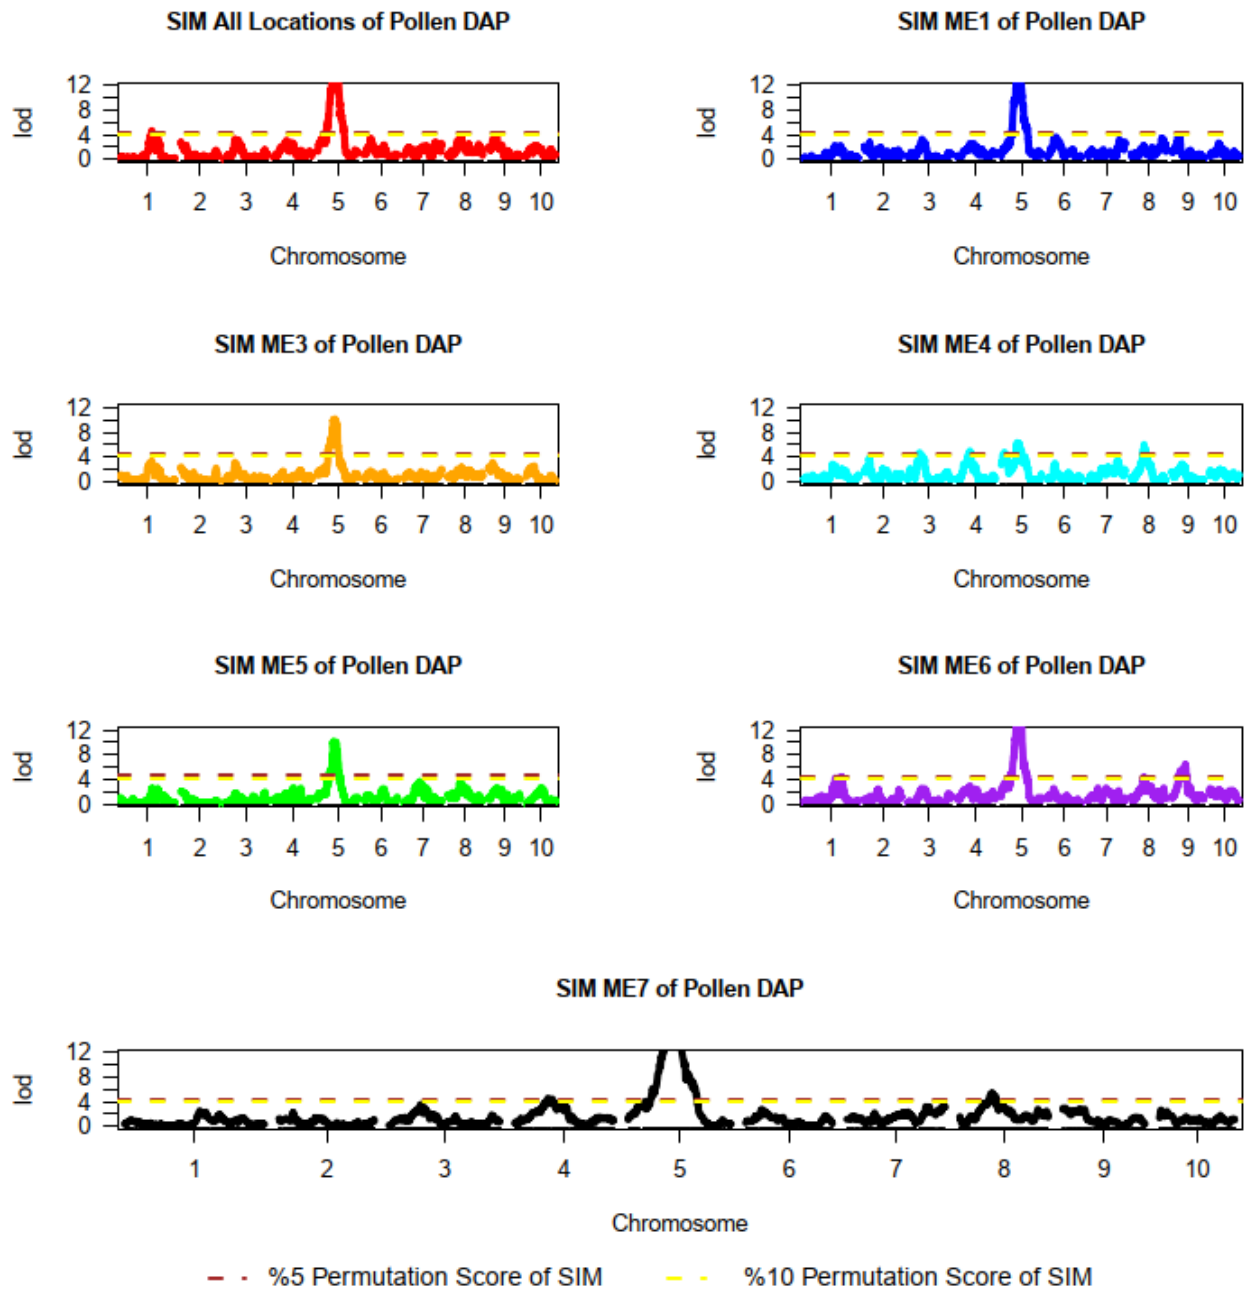 SIM All Locations of Pollen DAP
lod
12
8
4
0
1 2 3 4 5 6 7 8 9 10
Chromosome
SIM ME1 of Pollen DAP
lod
12
8
4
0
1 2 3 4 5 6 7 8 9 10
Chromosome
SIM ME3 of Pollen DAP
lod
12
8
4
0
1 2 3 4 5 6 7 8 9 10
Chromosome
SIM ME4 of Pollen DAP
lod
12
8
4
0
1 2 3 4 5 6 7 8 9 10
Chromosome
SIM ME5 of Pollen DAP
lod
12
8
4
0
1 2 3 4 5 6 7 8 9 10
Chromosome
SIM ME6 of Pollen DAP
lod
12
8
4
0
1 2 3 4 5 6 7 8 9 10
Chromosome
SIM ME7 of Pollen DAP
lod
12
8
4
0
1 2 3 4 5 6 7 8 9 10
Chromosome
%5 Permutation Score of SIM %10 Permutation Score of SIM